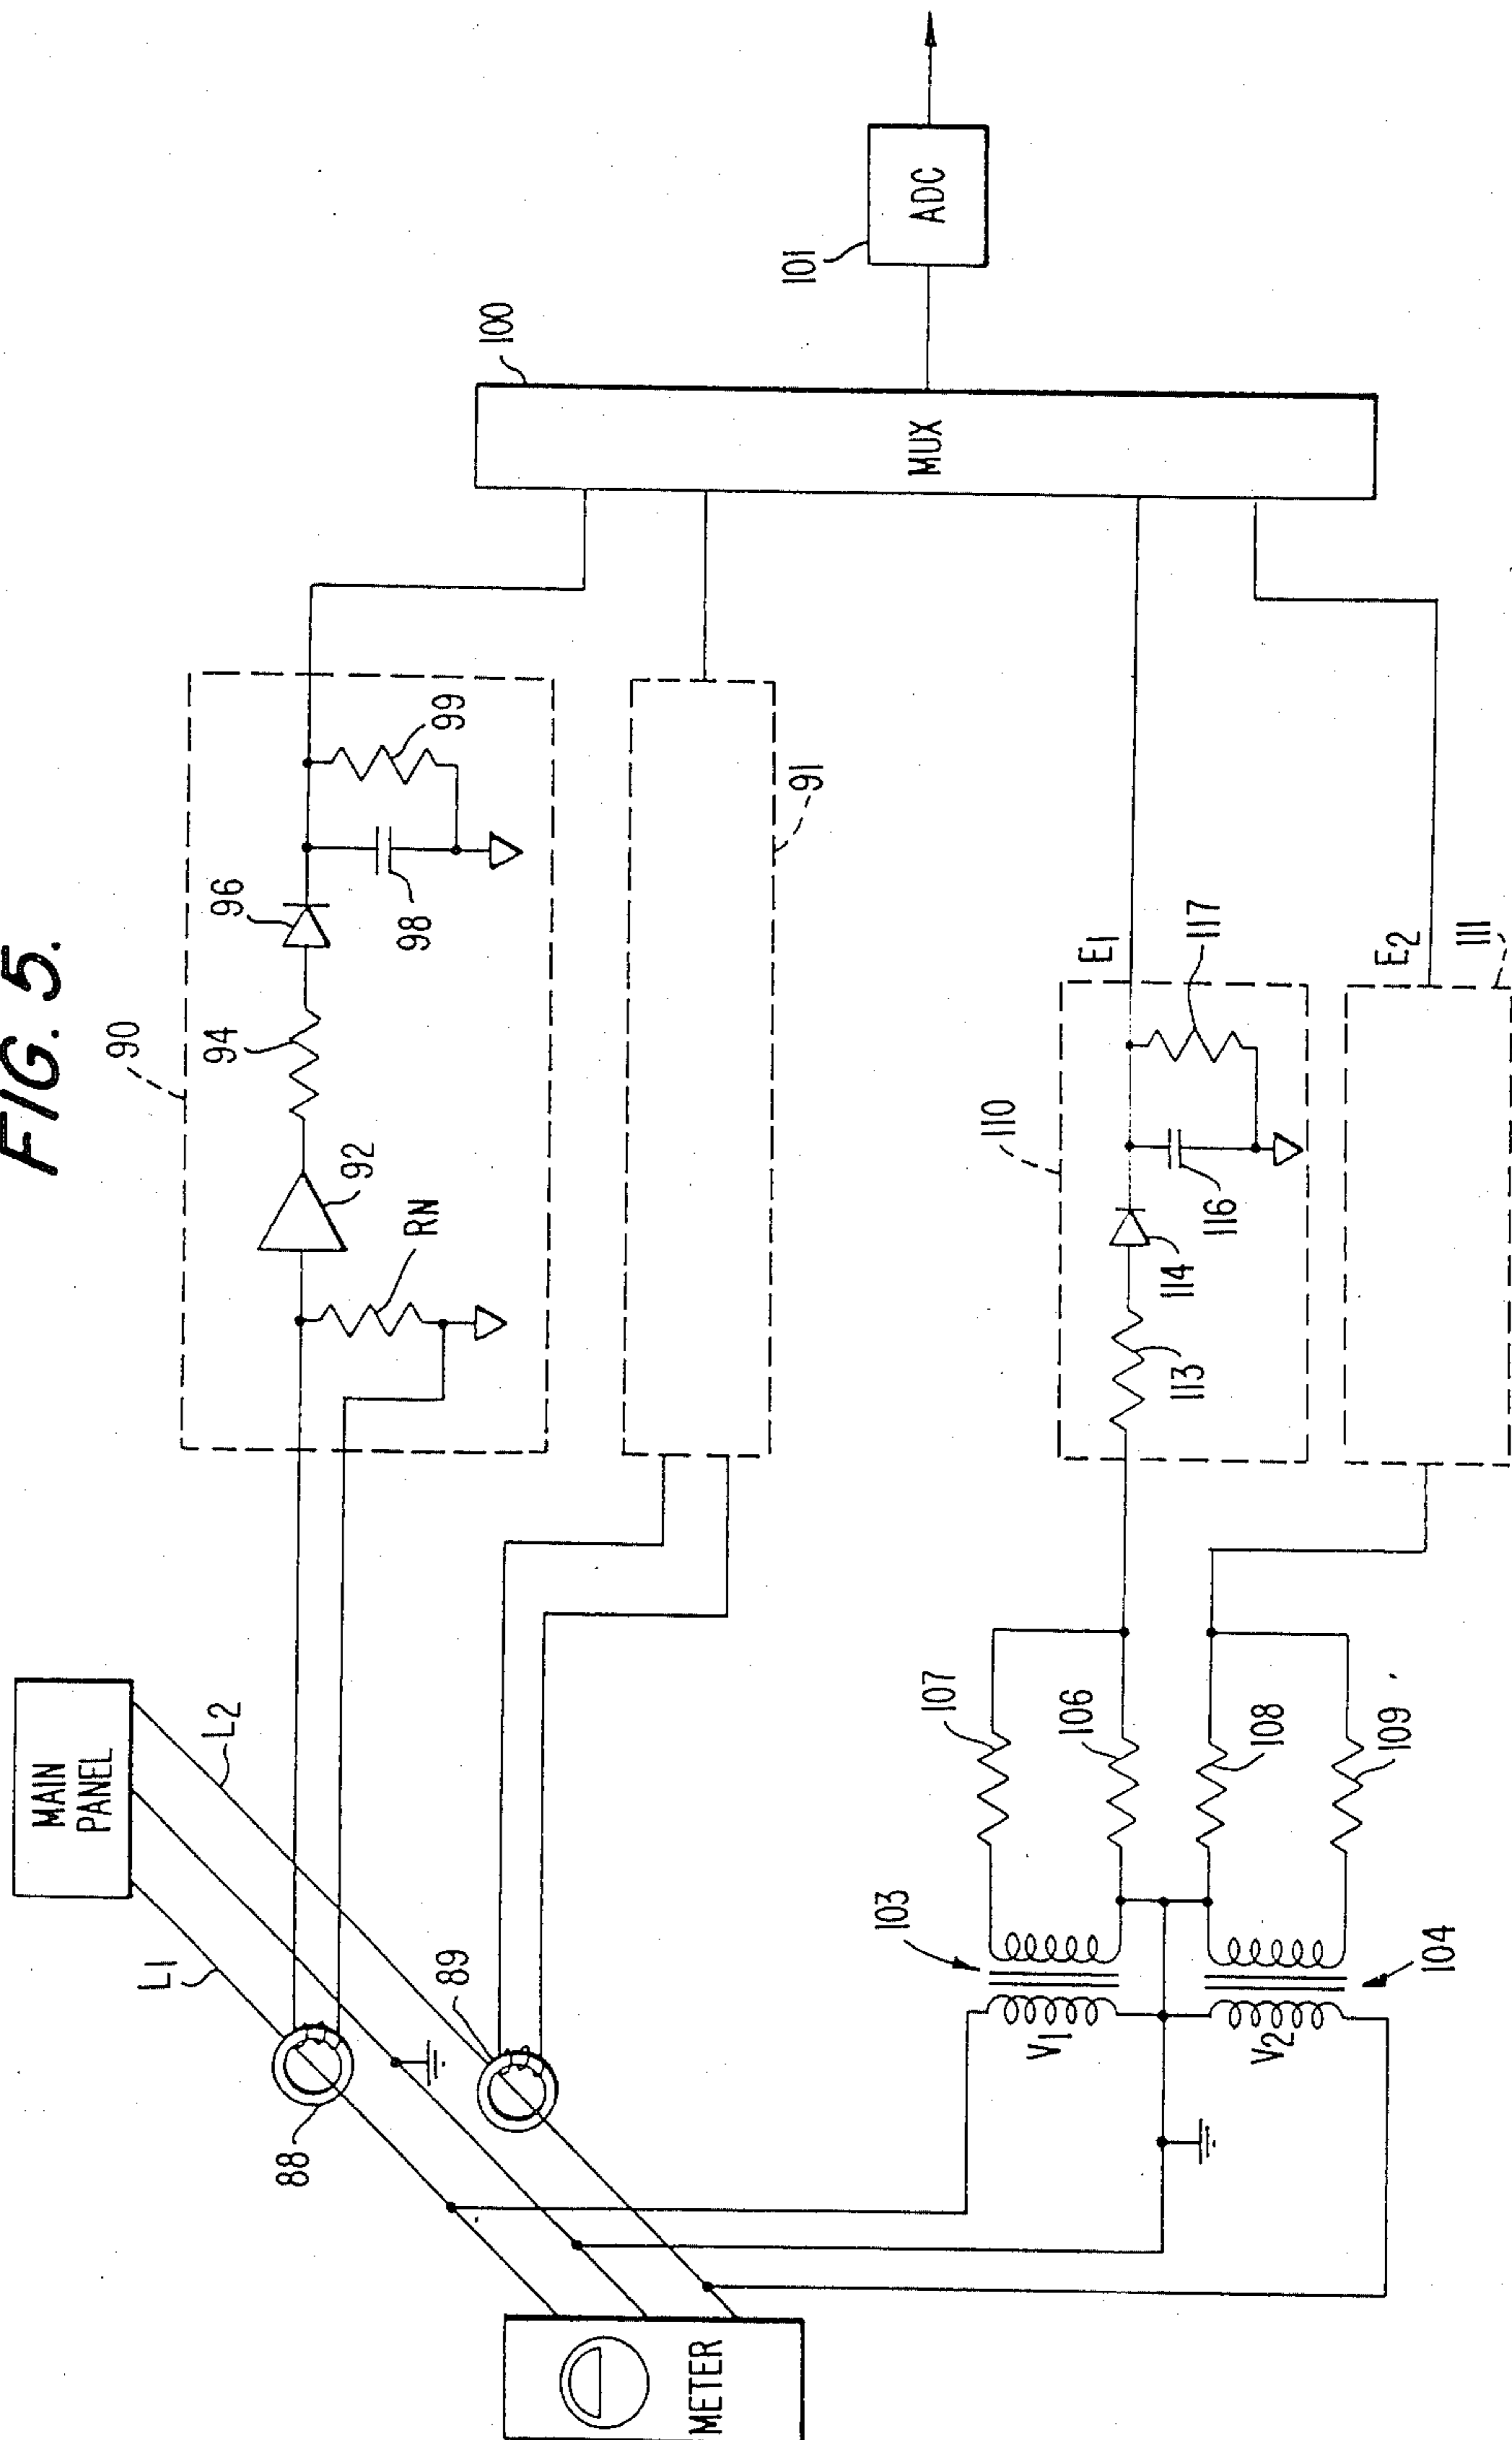 FIG. 5.
90
94
96
99
98
92
RN
91
100
MUX
101
ADC
MAIN
PANEL
L1
L2
88
89
METER
110
E1
117
116
114
113
E2
111
107
106
108
109
103
104
V1
V2